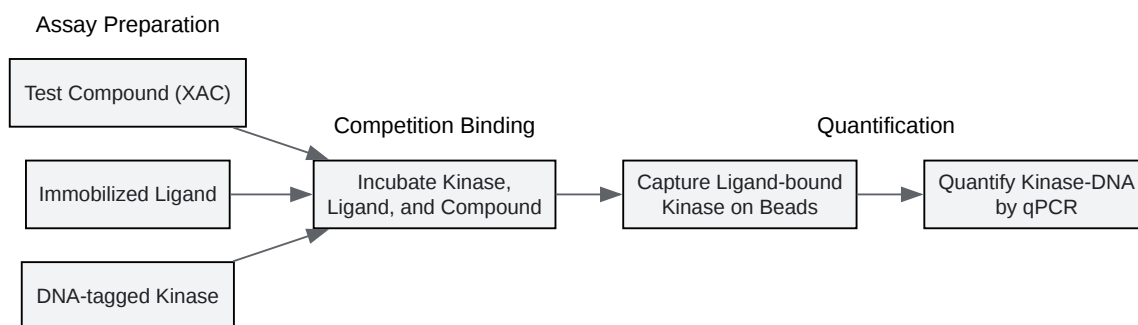 Assay Preparation
Test Compound (XAC)
Competition Binding
Quantification
Immobilized Ligand
Incubate Kinase,
Ligand, and Compound
Capture Ligand-bound
Kinase on Beads
Quantify Kinase-DNA
by qPCR
DNA-tagged Kinase